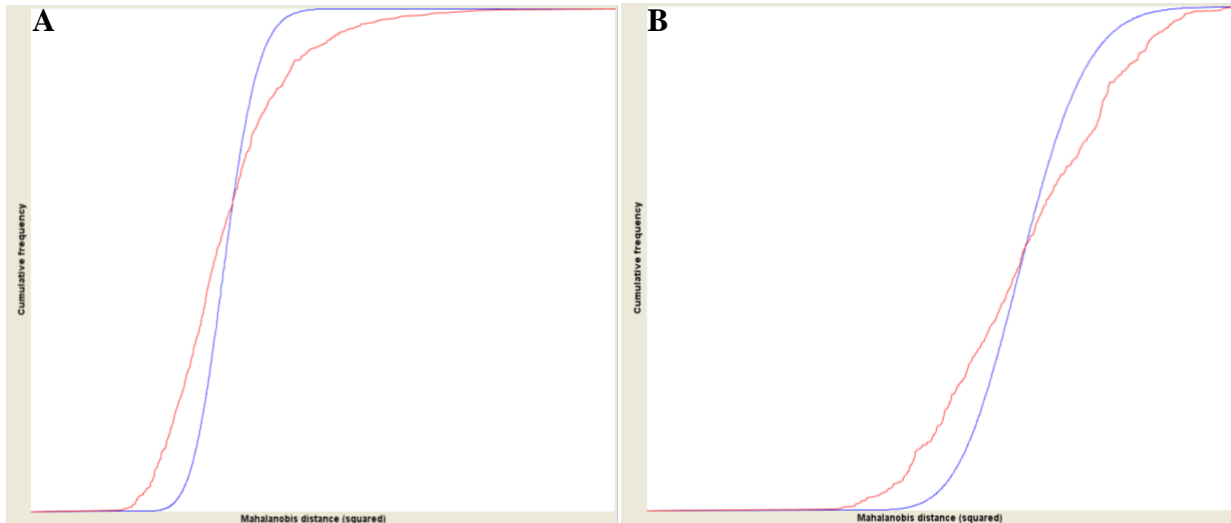 A
Cumulative frequency
Mahalanobis distance (squared)
B
Cumulative frequency
Mahalanobis distance (squared)